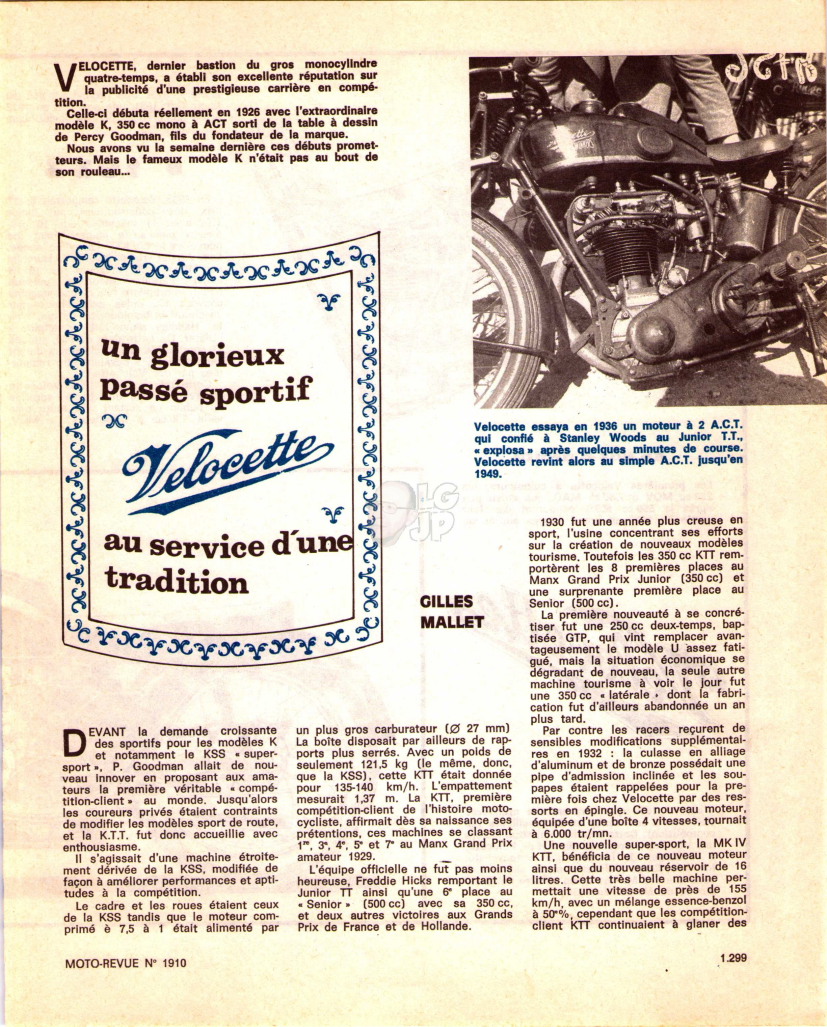 VELOCETTE, dernier bastion du gros monocylindre
quatre-temps, a établi son excellente réputation sur
la publicité d'une prestigieuse carrière en compé-
tition.
Celle-ci débuta réellement en 1926 avec l'extraordinaire
modèle K, 350 cc mono à ACT sorti de la table à dessin
de Percy Goodman, fils du fondateur de la marque.
Nous avons vu la semaine dernière ces débuts promet-
teurs. Mais le fameux modèle K n'était pas au bout de
son rouleau...
un glorieux
passé sportif
Velocette
au service d'une
tradition
Velocette
Velocette essaya en 1936 un moteur à 2 A.C.T.
qui confié à Stanley Woods au Junior T.T.,
« explosa » après quelques minutes de course.
Velocette revint alors au simple A.C.T. jusqu'en
1949.
LG
JP
GILLES
MALLET
DEVANT la demande croissante
des sportifs pour les modèles K
et notamment le KSS « super-
sport », P. Goodman allait de nou-
veau innover en proposant aux ama-
teurs la première véritable « compé-
tition-client » au monde. Jusqu'alors
les coureurs privés étaient contraints
de modifier les modèles sport de route,
et la K.T.T. fut donc accueillie avec
enthousiasme.
Il s'agissait d'une machine étroite-
ment dérivée de la KSS, modifiée de
façon à améliorer performances et apti-
tudes à la compétition.
Le cadre et les roues étaient ceux
de la KSS tandis que le moteur com-
primé è 7,5 à 1 était alimenté par
un plus gros carburateur (Ø 27 mm)
La boîte disposait par ailleurs de rap-
ports plus serrés. Avec un poids de
seulement 121,5 kg (le même, donc,
que la KSS), cette KTT était donnée
pour 135-140 km/h. L'empattement
mesurait 1,37 m. La KTT, première
compétition-client de l'histoire moto-
cycliste, affirmait dès sa naissance ses
prétentions, ces machines se classant
1re, 3e, 4e, 5e et 7e au Manx Grand Prix
amateur 1929.
L'équipe officielle ne fut pas moins
heureuse, Freddie Hicks remportant le
Junior TT ainsi qu'une 6e place au
« Senior » (500 cc) avec sa 350 cc,
et deux autres victoires aux Grands
Prix de France et de Hollande.
1930 fut une année plus creuse en
sport, l'usine concentrant ses efforts
sur la création de nouveaux modèles
tourisme. Toutefois les 350 cc KTT rem-
portèrent les 8 premières places au
Manx Grand Prix Junior (350 cc) et
une surprenante première place au
Senior (500 cc).
La première nouveauté à se concré-
tiser fut une 250 cc deux-temps, bap-
tisée GTP, qui vint remplacer avan-
tageusement le modèle U assez fati-
gué, mais la situation économique se
dégradant de nouveau, la seule autre
machine tourisme à voir le jour fut
une 350 cc « latérale » dont la fabri-
cation fut d'ailleurs abandonnée un an
plus tard.
Par contre les racers reçurent de
sensibles modifications supplémentai-
res en 1932 : la culasse en alliage
d'aluminum et de bronze possédait une
pipe d'admission inclinée et les sou-
papes étaient rappelées pour la pre-
mière fois chez Velocette par des res-
sorts en épingle. Ce nouveau moteur,
équipée d'une boîte 4 vitesses, tournait
à 6.000 tr/mn.
Une nouvelle super-sport, la MK IV
KTT, bénéficia de ce nouveau moteur
ainsi que du nouveau réservoir de 16
litres. Cette très belle machine per-
mettait une vitesse de près de 155
km/h, avec un mélange essence-benzol
à 50 %, cependant que les compétition-
client KTT continuaient à glaner des
MOTO-REVUE N° 1910
1.299